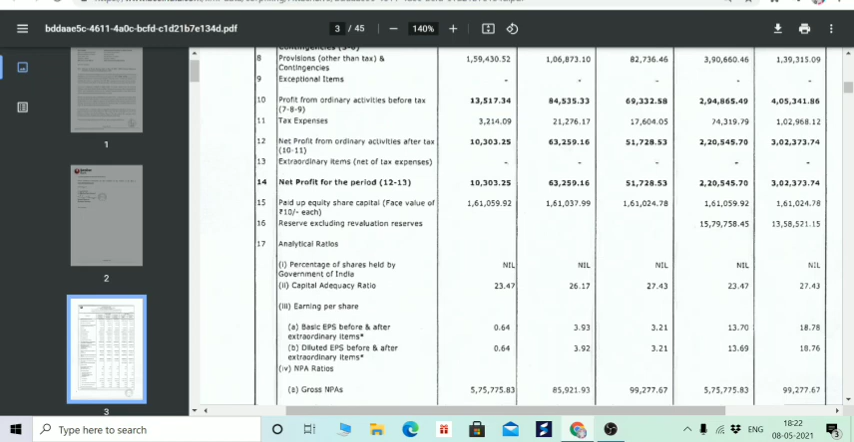 bddaae5c-4611-4a0c-bcfd-c1d21b7e134d.pdf 3 / 45 140%
Contingencies (5-6)
8 Provisions (other than tax) & Contingencies 1,59,430.52 1,06,873.10 82,736.46 3,90,660.46 1,39,315.09
9 Exceptional Items - - - - -
10 Profit from ordinary activities before tax (7-8-9) 13,517.34 84,535.33 69,332.58 2,94,865.49 4,05,341.86
11 Tax Expenses 3,214.09 21,276.17 17,604.05 74,319.79 1,02,968.12
12 Net Profit from ordinary activities after tax (10-11) 10,303.25 63,259.16 51,728.53 2,20,545.70 3,02,373.74
13 Extraordinary items (net of tax expenses) - - - - -
14 Net Profit for the period (12-13) 10,303.25 63,259.16 51,728.53 2,20,545.70 3,02,373.74
15 Paid up equity share capital (Face value of ₹10/- each) 1,61,059.92 1,61,037.99 1,61,024.78 1,61,059.92 1,61,024.78
16 Reserve excluding revaluation reserves 15,79,758.45 13,58,521.15
17 Analytical Ratios
(i) Percentage of shares held by Government of India NIL NIL NIL NIL NIL
(ii) Capital Adequacy Ratio 23.47 26.17 27.43 23.47 27.43
(iii) Earning per share
(a) Basic EPS before & after extraordinary items* 0.64 3.93 3.21 13.70 18.78
(b) Diluted EPS before & after extraordinary items* 0.64 3.92 3.21 13.69 18.76
(iv) NPA Ratios
(a) Gross NPAs 5,75,775.83 85,921.93 99,277.67 5,75,775.83 99,277.67
1
2
3
Type here to search
ENG
18:22
08-05-2021
3